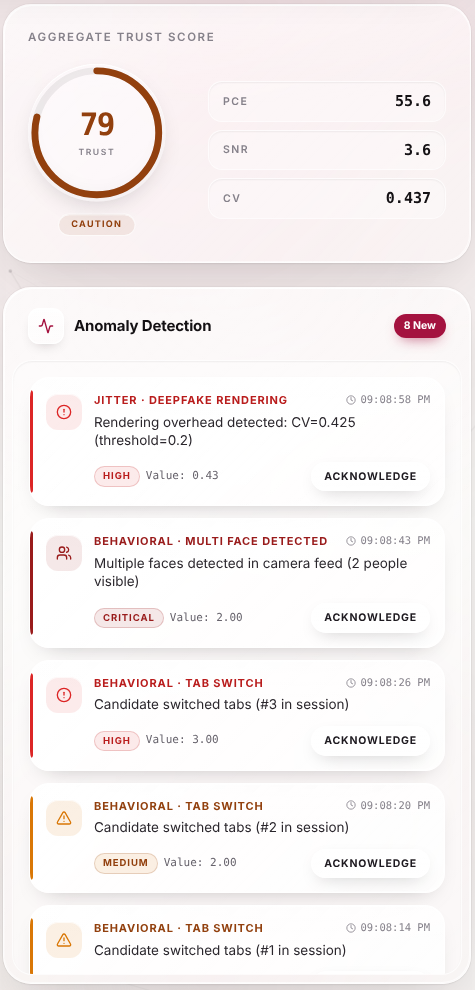 AGGREGATE TRUST SCORE
79
TRUST
CAUTION
PCE 55.6
SNR 3.6
CV 0.437
Anomaly Detection 8 New
JITTER · DEEPFAKE RENDERING 09:08:58 PM
Rendering overhead detected: CV=0.425
(threshold=0.2)
HIGH Value: 0.43 ACKNOWLEDGE
BEHAVIORAL · MULTI FACE DETECTED 09:08:43 PM
Multiple faces detected in camera feed (2 people
visible)
CRITICAL Value: 2.00 ACKNOWLEDGE
BEHAVIORAL · TAB SWITCH 09:08:26 PM
Candidate switched tabs (#3 in session)
HIGH Value: 3.00 ACKNOWLEDGE
BEHAVIORAL · TAB SWITCH 09:08:20 PM
Candidate switched tabs (#2 in session)
MEDIUM Value: 2.00 ACKNOWLEDGE
BEHAVIORAL · TAB SWITCH 09:08:14 PM
Candidate switched tabs (#1 in session)